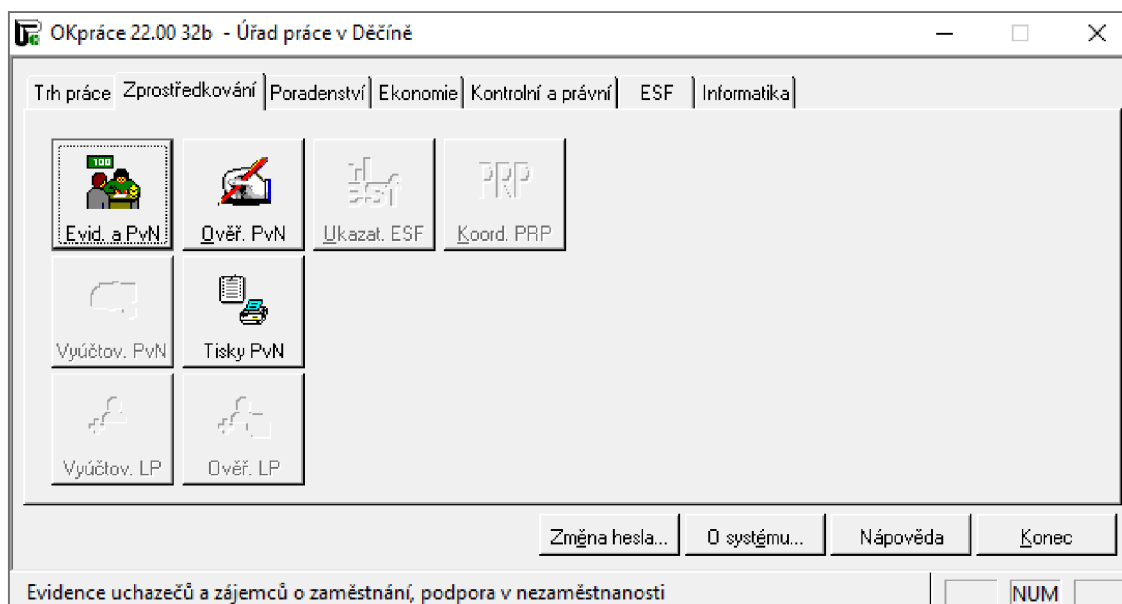 OKpráce 22.00 32b - Úřad práce v Děčíně
Trh práce Zprostředkování Poradenství Ekonomie Kontrolní a právní ESF Informatika
100
Evid. a PvN Ověř. PvN Ukazat. ESF Koord. PRP
Vyúčtov. PvN Tisky PvN
Vyúčtov. LP Ověř. LP
Změna hesla... O systému... Nápověda Konec
Evidence uchazečů a zájemců o zaměstnání, podpora v nezaměstnanosti NUM